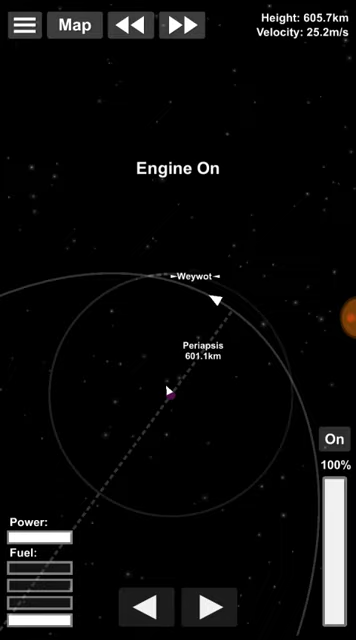 Map
Height: 605.7km
Velocity: 25.2m/s
Engine On
Weywot
Periapsis
601.1km
On
100%
Power:
Fuel: